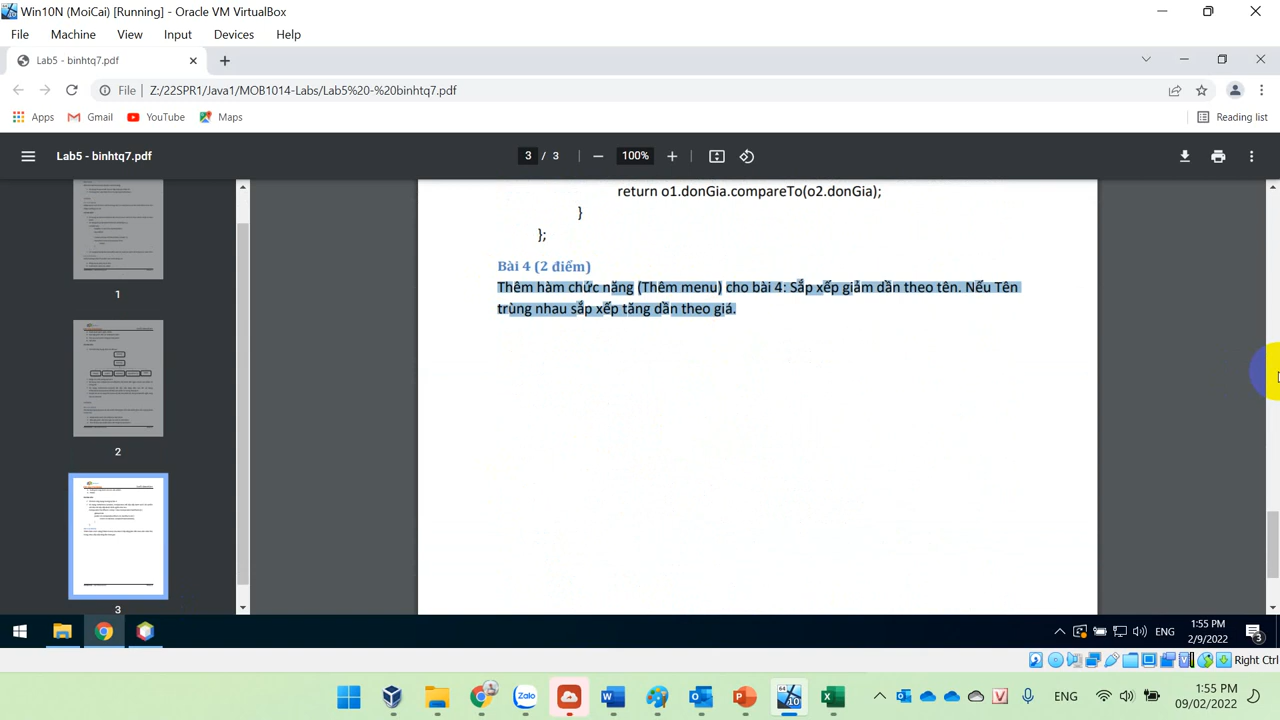 Win10N (MoiCai) [Running] - Oracle VM VirtualBox
File Machine View Input Devices Help
Lab5 - binhtq7.pdf
File Z:/22SPR1/Java1/MOB1014-Labs/Lab5%20-%20binhtq7.pdf
Apps Gmail YouTube Maps Reading list
Lab5 - binhtq7.pdf 3 / 3 100%
return o1.donGia.compareTo(o2.donGia);
}
};
Bài 4 (2 điểm)
Thêm hàm chức năng (Thêm menu) cho bài 4: Sắp xếp giảm dần theo tên. Nếu Tên
trùng nhau sắp xếp tăng dần theo giá.
1
2
3
ENG 1:55 PM
2/9/2022
3
Right Ctrl
Zalo
64
10
ENG 1:55 PM
09/02/2022